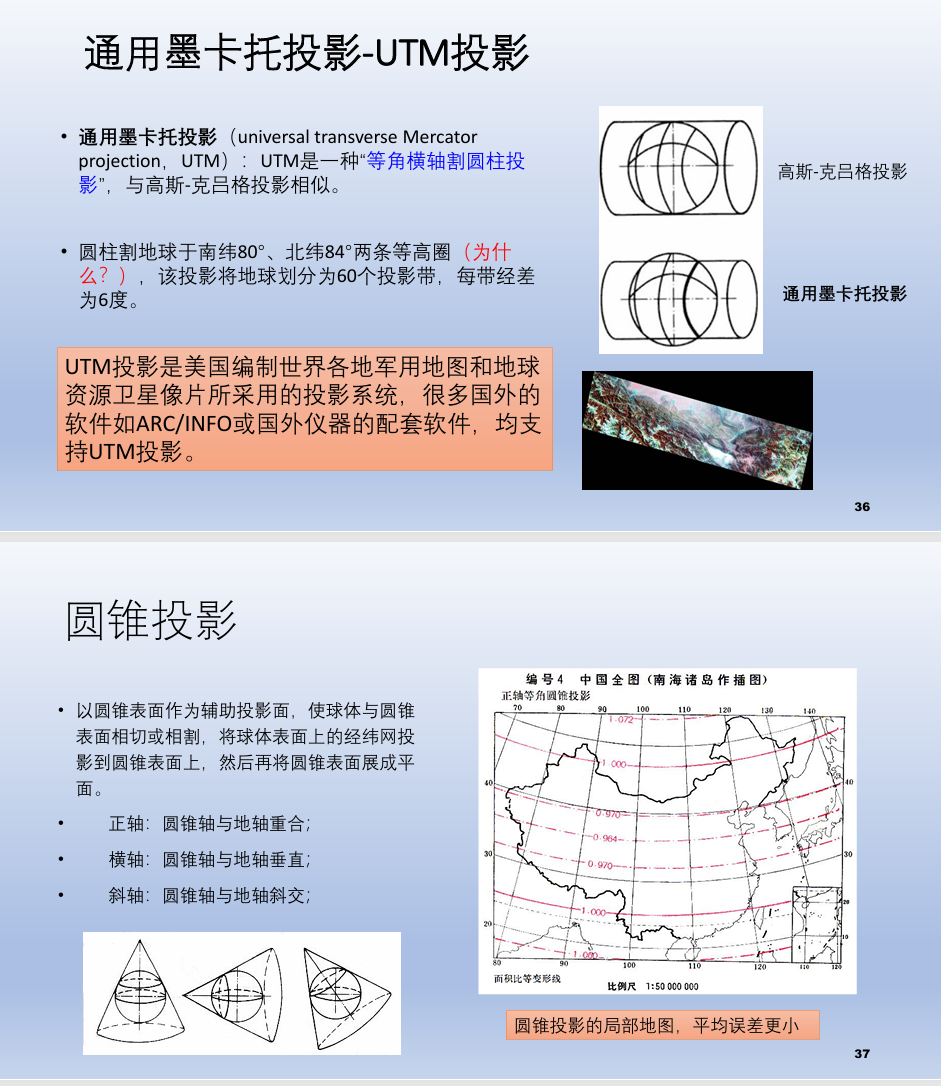 通用墨卡托投影-UTM投影
• 通用墨卡托投影（universal transverse Mercator
projection，UTM）：UTM是一种“等角横轴割圆柱投
影”，与高斯-克吕格投影相似。
• 圆柱割地球于南纬80°、北纬84°两条等高圈（为什
么？），该投影将地球划分为60个投影带，每带经差
为6度。
UTM投影是美国编制世界各地军用地图和地球
资源卫星像片所采用的投影系统，很多国外的
软件如ARC/INFO或国外仪器的配套软件，均支
持UTM投影。
高斯-克吕格投影
通用墨卡托投影
36
圆锥投影
• 以圆锥表面作为辅助投影面，使球体与圆锥
表面相切或相割，将球体表面上的经纬网投
影到圆锥表面上，然后再将圆锥表面展成平
面。
• 正轴：圆锥轴与地轴重合；
• 横轴：圆锥轴与地轴垂直；
• 斜轴：圆锥轴与地轴斜交；
编号4 中国全图（南海诸岛作插图）
正轴等角圆锥投影
70 80 90 100 110 120 130 140
1.072
1.000
40 40
0.970
0.964
30 30
0.970
1.000
20 20
10
1.000
80 90 100 110 120 110 120
面积比等变形线
比例尺 1:50 000 000
圆锥投影的局部地图，平均误差更小
37